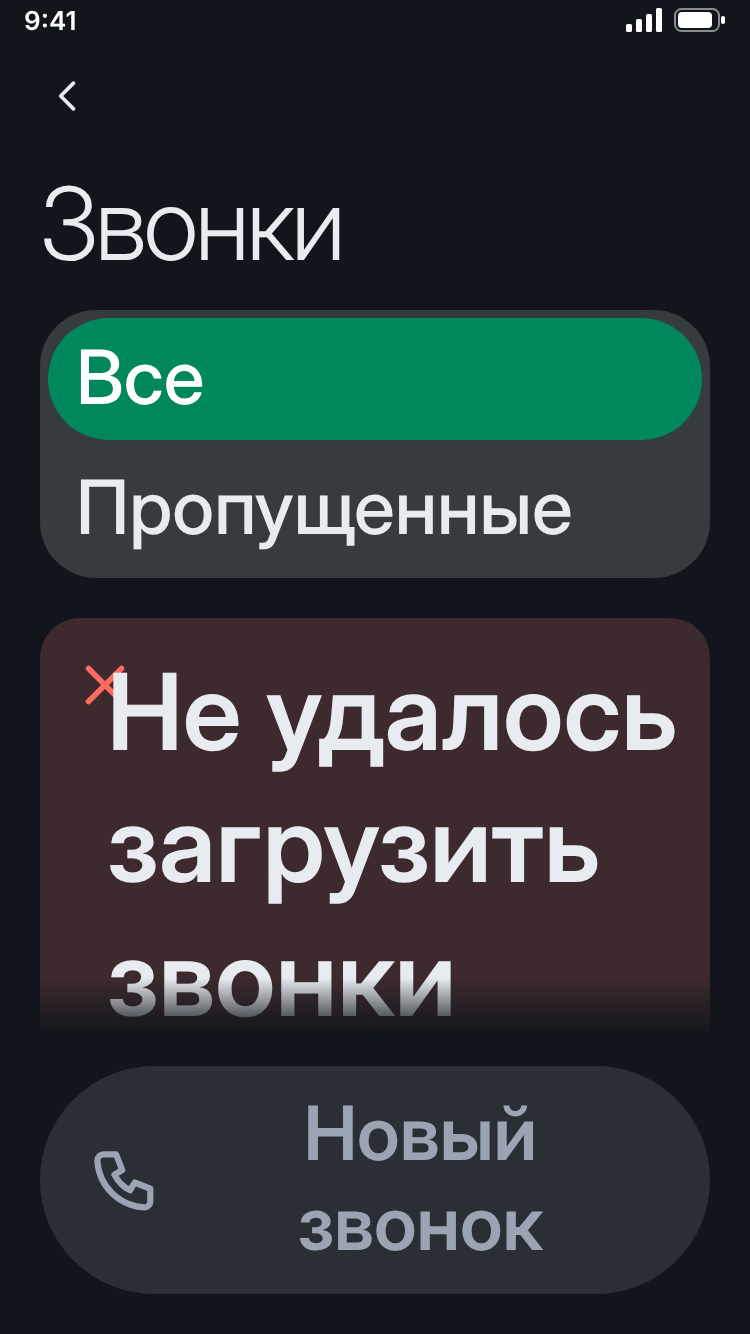 9:41
Звонки
Все
Пропущенные
Не удалось
загрузить
звонки
Новый
звонок